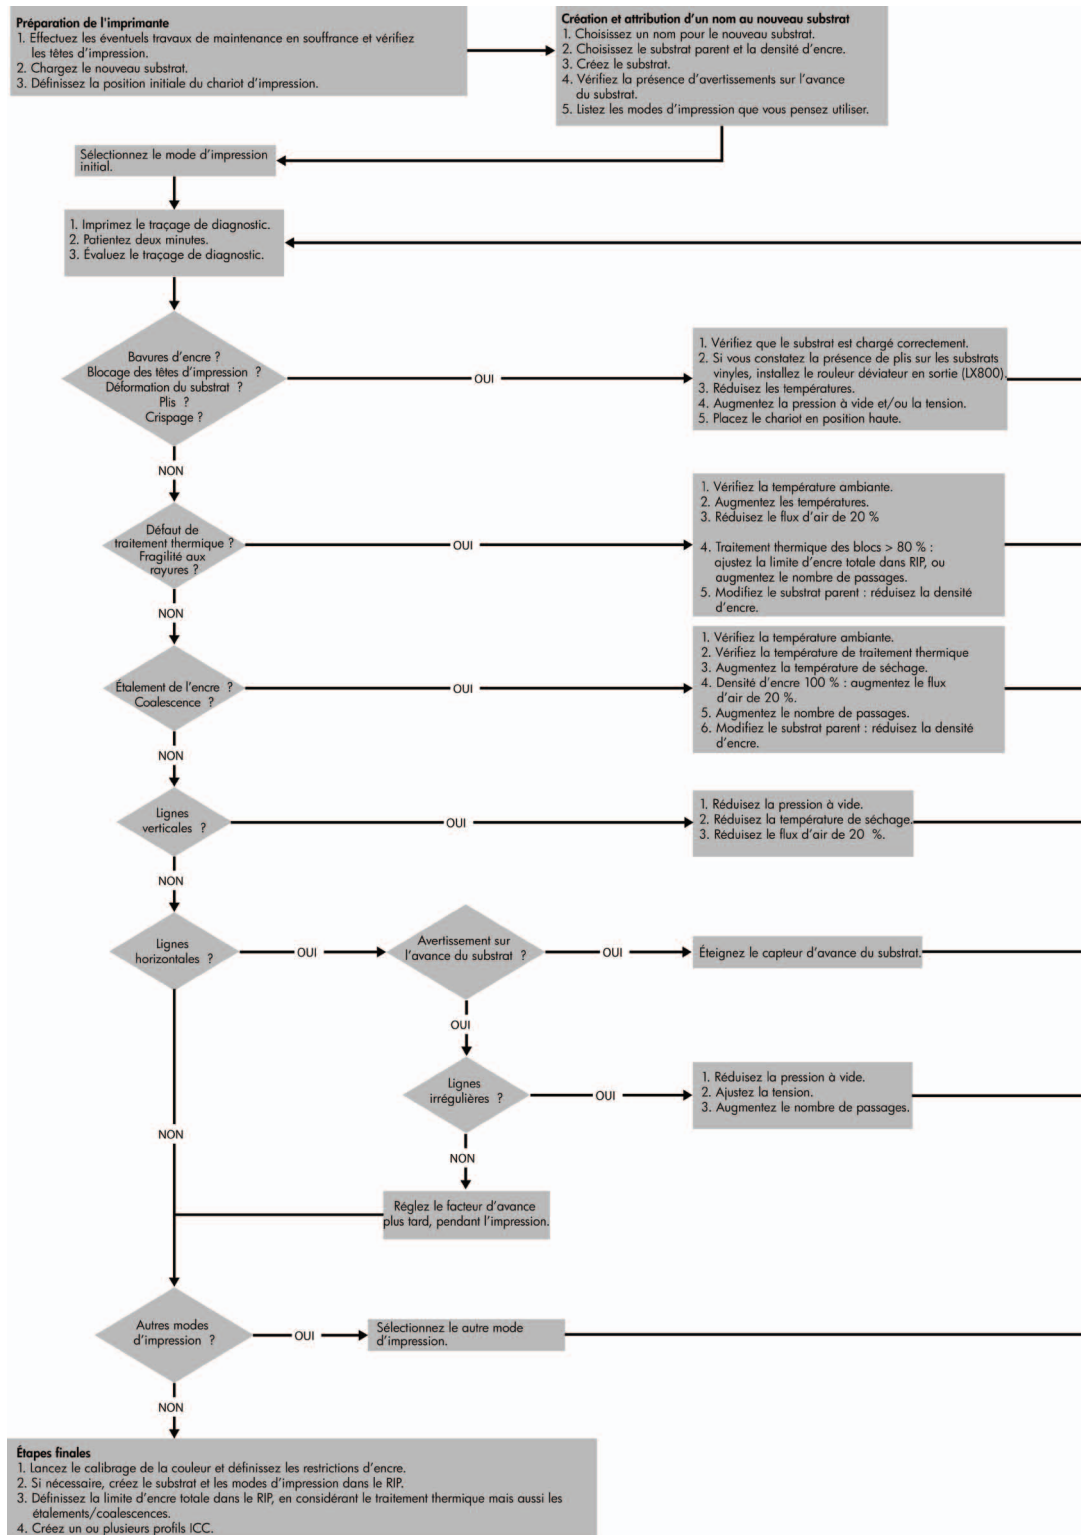 Préparation de l'imprimante
1. Effectuez les éventuels travaux de maintenance en souffrance et vérifiez
les têtes d'impression.
2. Chargez le nouveau substrat.
3. Définissez la position initiale du chariot d'impression.
Création et attribution d'un nom au nouveau substrat
1. Choisissez un nom pour le nouveau substrat.
2. Choisissez le substrat parent et la densité d'encre.
3. Créez le substrat.
4. Vérifiez la présence d'avertissements sur l'avance
du substrat.
5. Listez les modes d'impression que vous pensez utiliser.
Sélectionnez le mode d'impression
initial.
1. Imprimez le traçage de diagnostic.
2. Patientez deux minutes.
3. Évaluez le traçage de diagnostic.
Bavures d'encre ?
Blocage des têtes d'impression ?
Déformation du substrat ?
Plis ?
Crispage ?
OUI
1. Vérifiez que le substrat est chargé correctement.
2. Si vous constatez la présence de plis sur les substrats
vinyles, installez le rouleur déviateur en sortie (LX800).
3. Réduisez les températures.
4. Augmentez la pression à vide et/ou la tension.
5. Placez le chariot en position haute.
NON
Défaut de
traitement thermique ?
Fragilité aux
rayures ?
OUI
1. Vérifiez la température ambiante.
2. Augmentez les températures.
3. Réduisez le flux d'air de 20 %
4. Traitement thermique des blocs > 80 % :
ajustez la limite d'encre totale dans RIP, ou
augmentez le nombre de passages.
5. Modifiez le substrat parent : réduisez la densité
d'encre.
NON
Étalement de l'encre ?
Coalescence ?
OUI
1. Vérifiez la température ambiante.
2. Vérifiez la température de traitement thermique
3. Augmentez la température de séchage.
4. Densité d'encre 100 % : augmentez le flux
d'air de 20 %.
5. Augmentez le nombre de passages.
6. Modifiez le substrat parent : réduisez la densité
d'encre.
NON
Lignes
verticales ?
OUI
1. Réduisez la pression à vide.
2. Réduisez la température de séchage.
3. Réduisez le flux d'air de 20 %.
NON
Lignes
horizontales ?
OUI
Avertissement sur
l'avance du substrat ?
OUI
Éteignez le capteur d'avance du substrat.
OUI
Lignes
irrégulières ?
OUI
1. Réduisez la pression à vide.
2. Ajustez la tension.
3. Augmentez le nombre de passages.
NON
NON
Réglez le facteur d'avance
plus tard, pendant l'impression.
Autres modes
d'impression ?
OUI
Sélectionnez le autre mode
d'impression.
NON
Étapes finales
1. Lancez le calibrage de la couleur et définissez les restrictions d'encre.
2. Si nécessaire, créez le substrat et les modes d'impression dans le RIP.
3. Définissez la limite d'encre totale dans le RIP, en considérant le traitement thermique mais aussi les
étalements/coalescences.
4. Créez un ou plusieurs profils ICC.